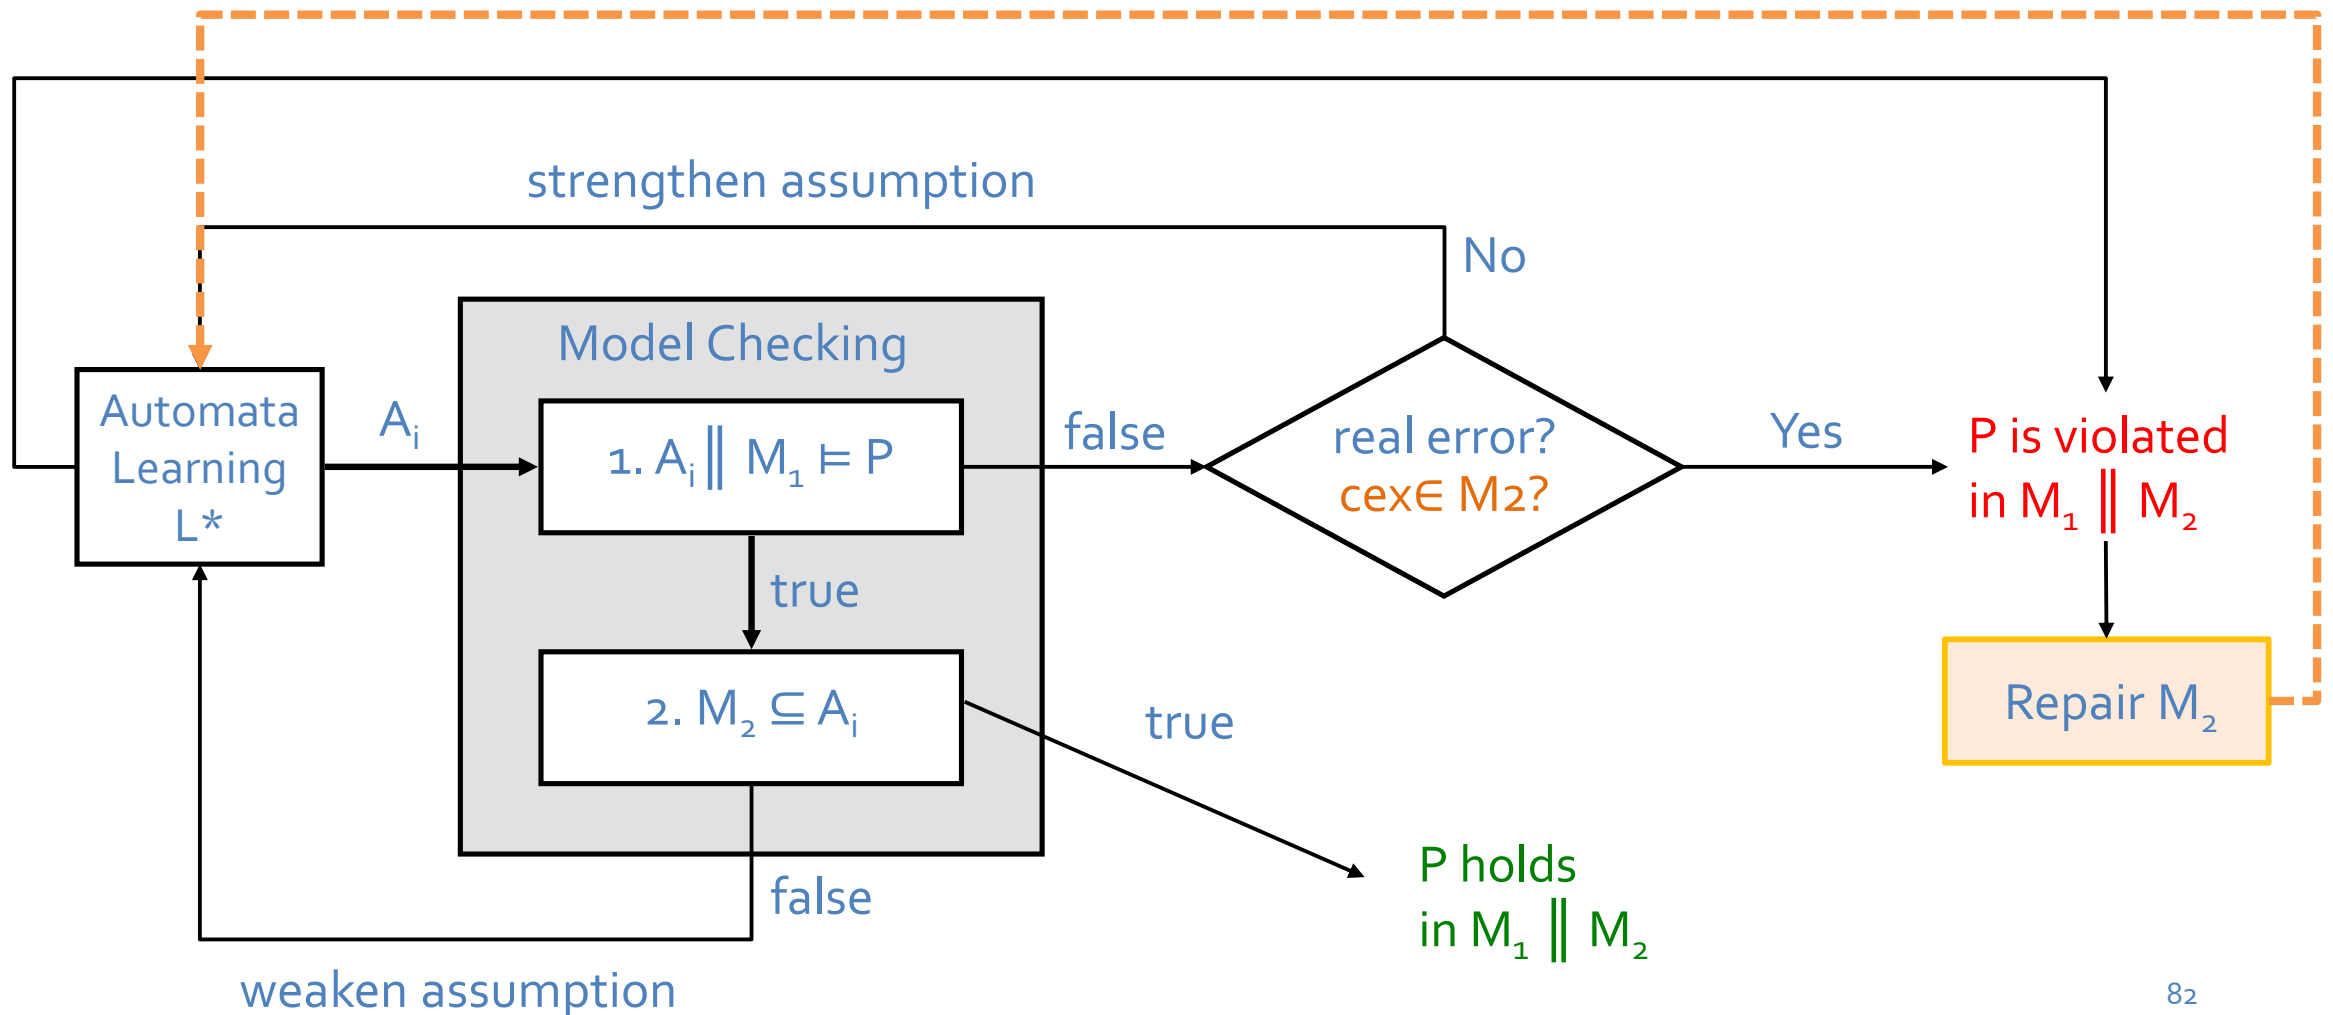 strengthen assumption
No
Model Checking
Automata
Learning
L*
Aᵢ
1. Aᵢ || M₁ ⊨ P
false
real error?
cex∈ M2?
Yes
P is violated
in M₁ || M₂
true
2. M₂ ⊆ Aᵢ
true
Repair M₂
false
P holds
in M₁ || M₂
weaken assumption
82